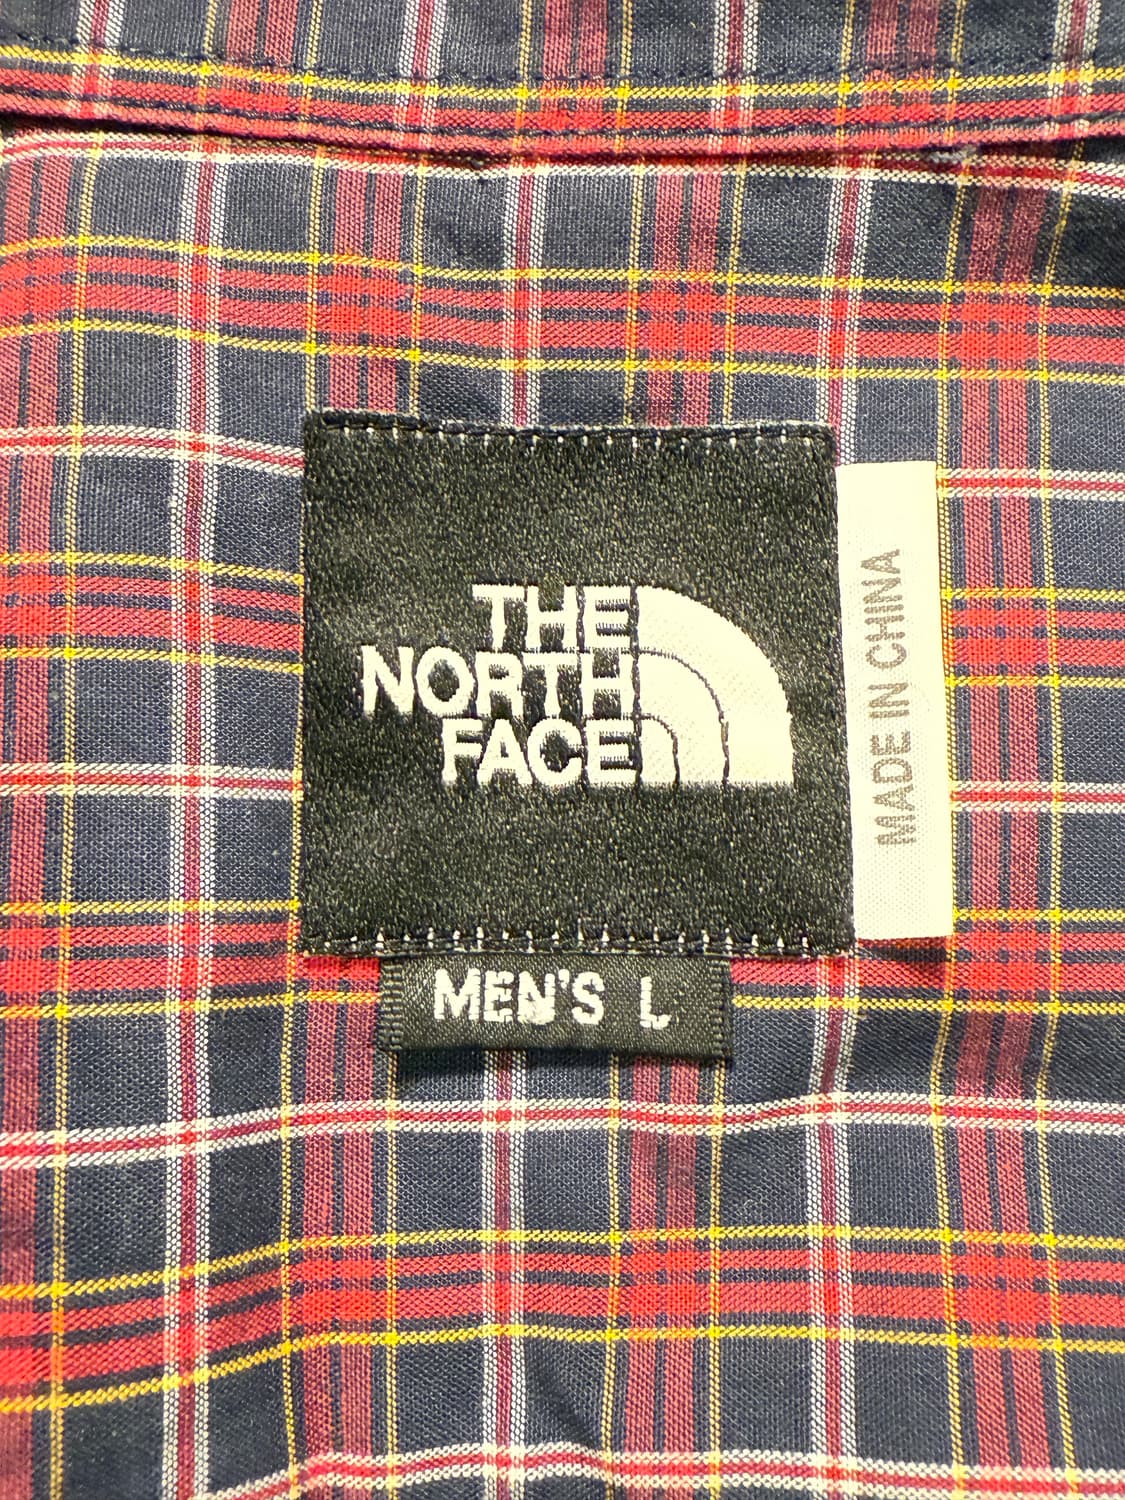 THE
NORTH
FACE
MADE IN CHINA
MEN'S L